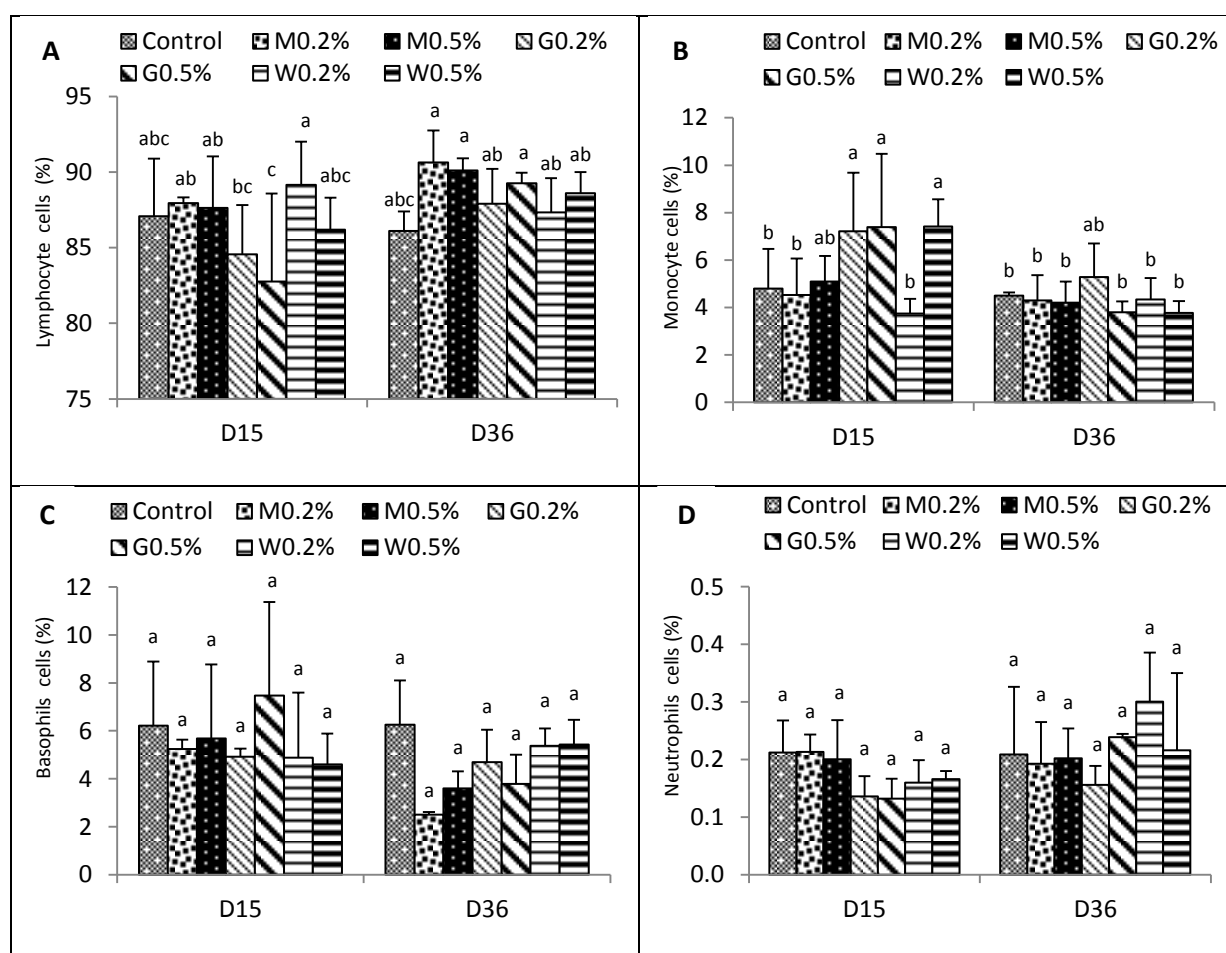 A
Control M0.2% M0.5% G0.2%
G0.5% W0.2% W0.5%
Lymphocyte cells (%)
95
90
85
80
75
abc ab ab bc c a abc
abc a a ab a ab ab
D15 D36
B
Control M0.2% M0.5% G0.2%
G0.5% W0.2% W0.5%
Monocyte cells (%)
12
10
8
6
4
2
0
b b ab a a b a
b b b ab b b b
D15 D36
C
Control M0.2% M0.5% G0.2%
G0.5% W0.2% W0.5%
Basophils cells (%)
12
10
8
6
4
2
0
a a a a a a a
a a a a a a a
D15 D36
D
Control M0.2% M0.5% G0.2%
G0.5% W0.2% W0.5%
Neutrophils cells (%)
0.5
0.4
0.3
0.2
0.1
0.0
a a a a a a a
a a a a a a a
D15 D36